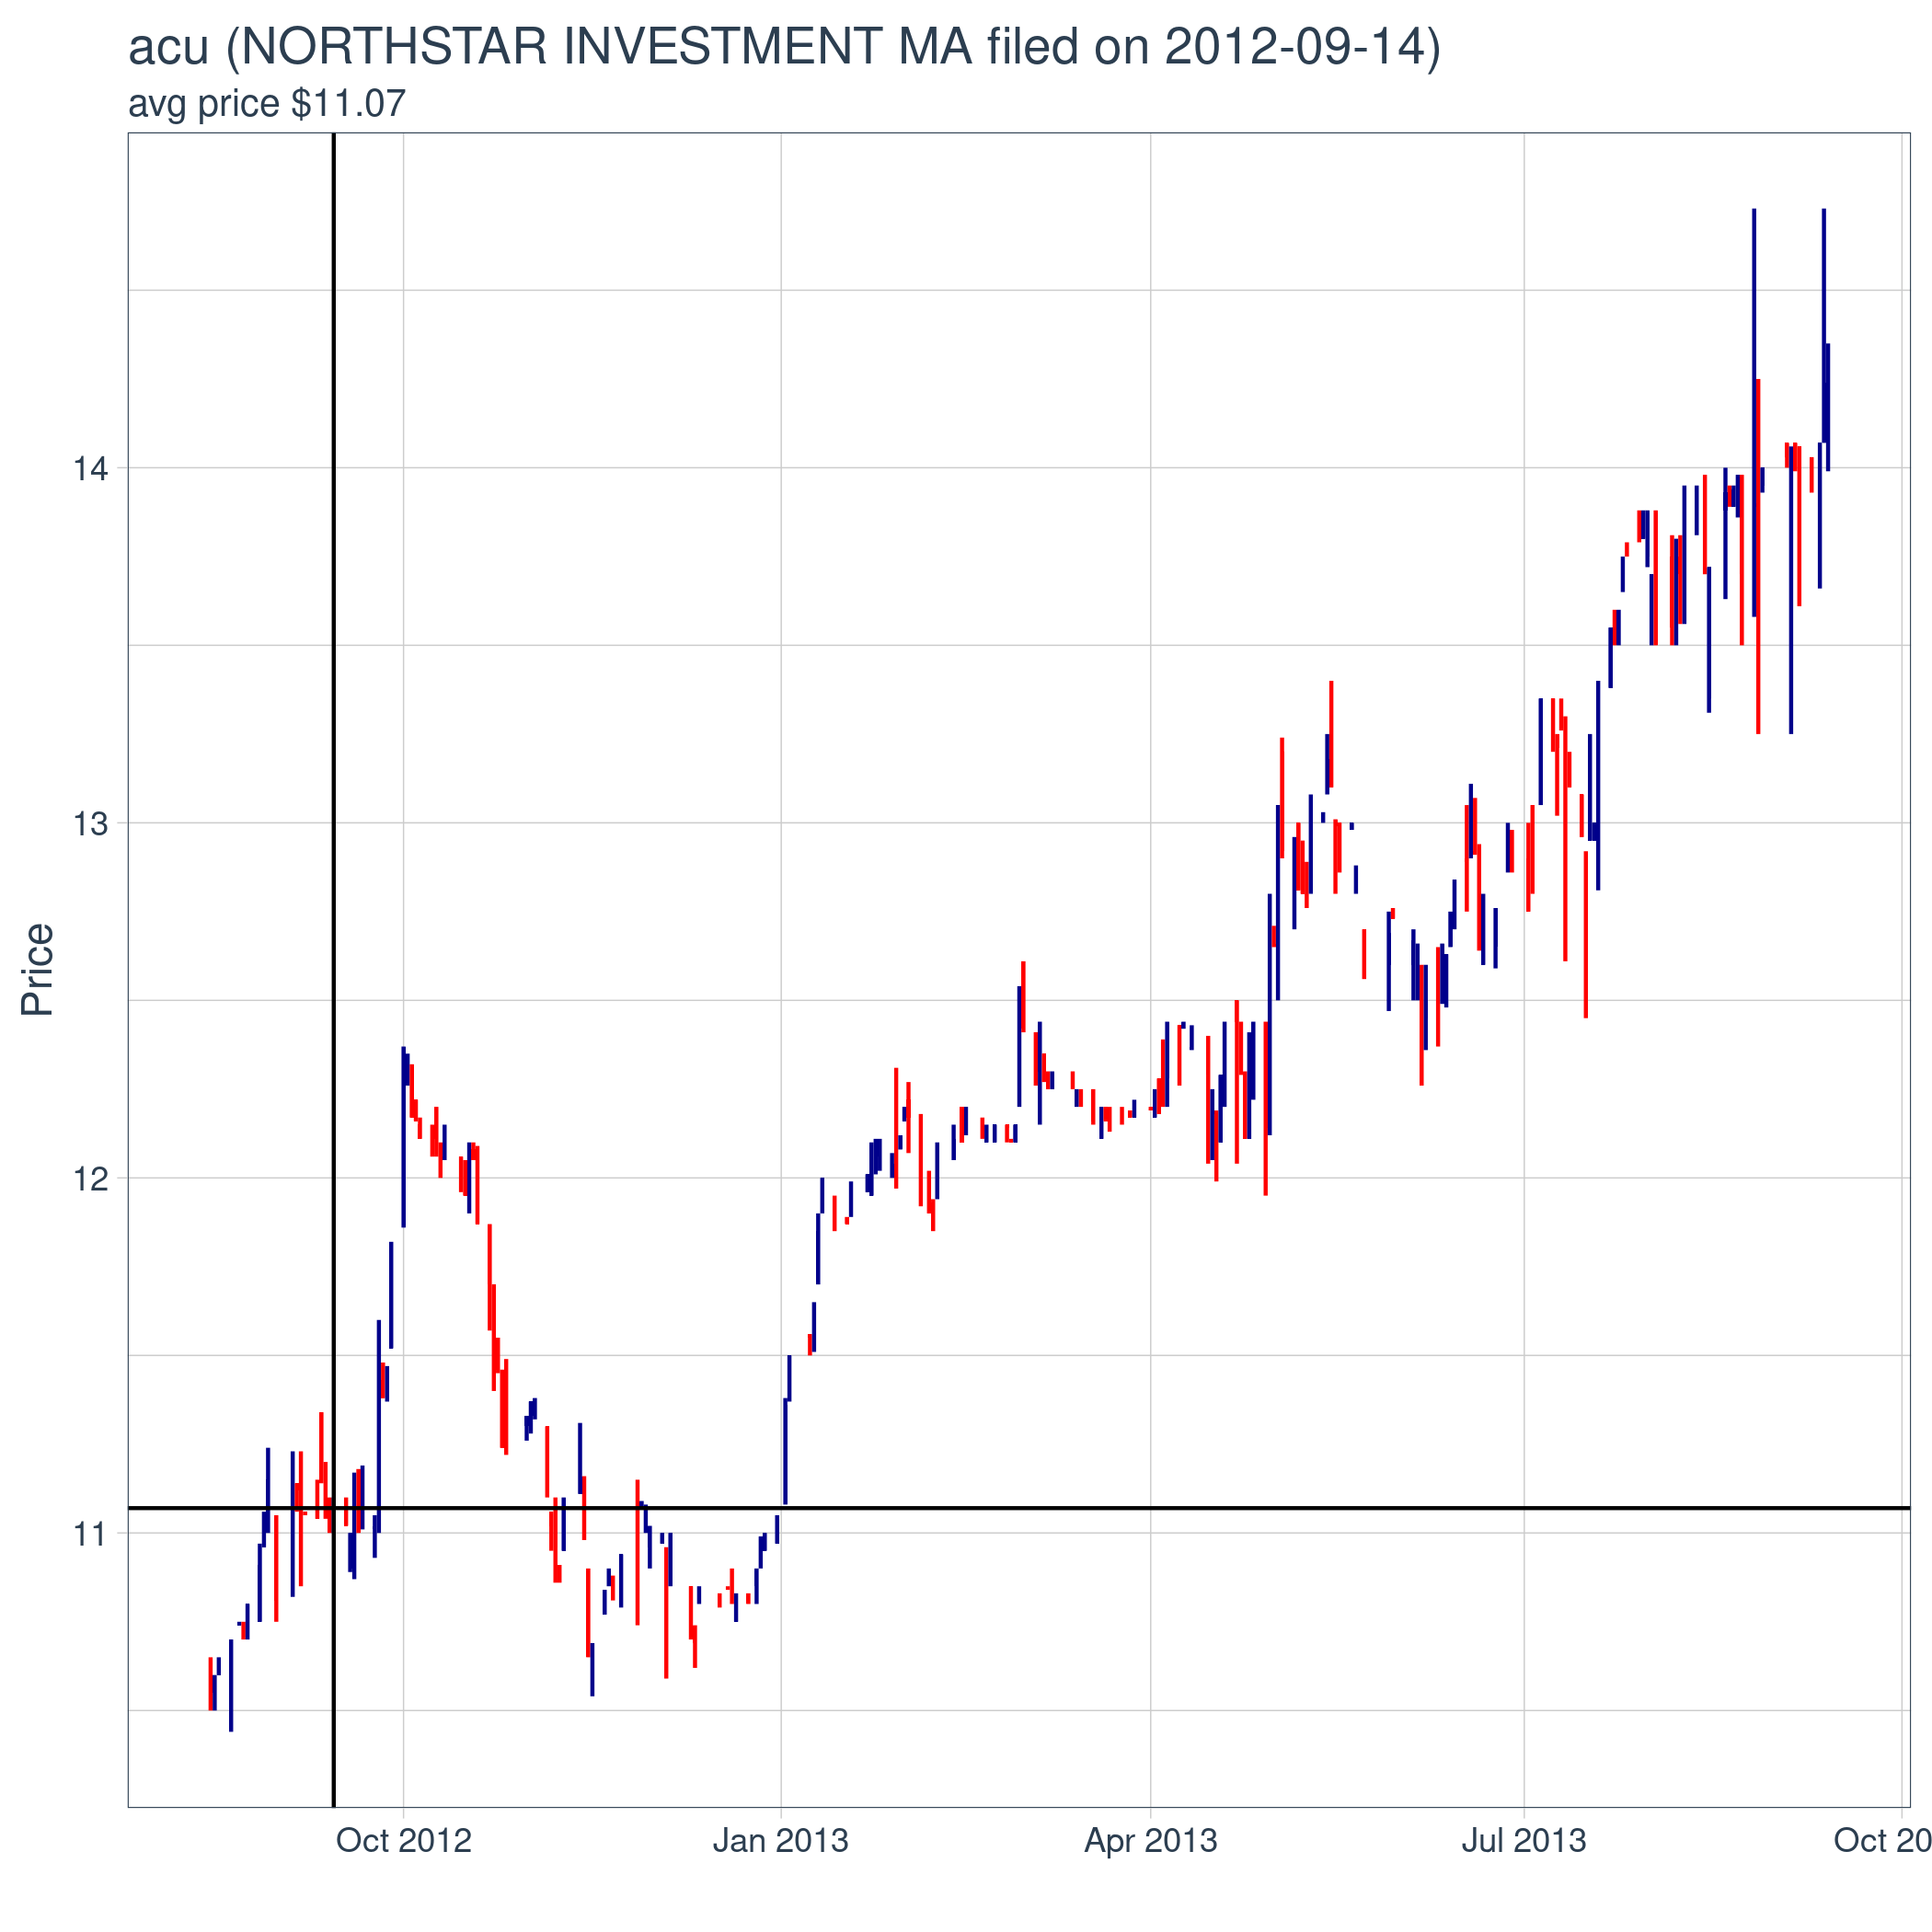 acu (NORTHSTAR INVESTMENT MA filed on 2012-09-14)
avg price $11.07
14
13
12
11
Price
Oct 2012
Jan 2013
Apr 2013
Jul 2013
Oct 20